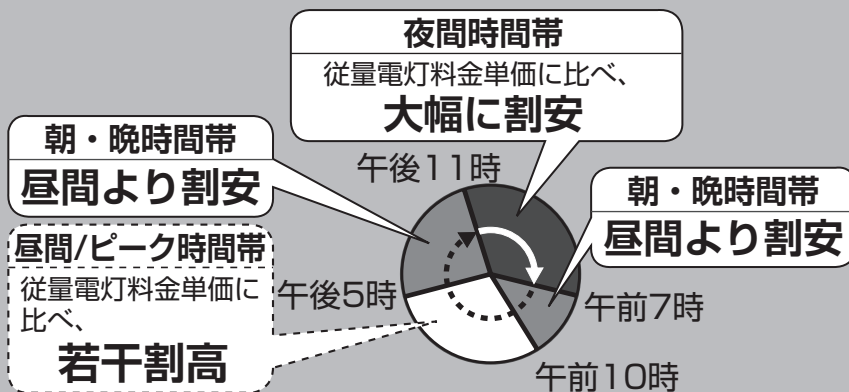 夜間時間帯
従量電灯料金単価に比べ、
大幅に割安
朝・晩時間帯
昼間より割安
午後11時
朝・晩時間帯
昼間より割安
昼間/ピーク時間帯
従量電灯料金単価に
比べ、
若干割高
午後5時
午前7時
午前10時